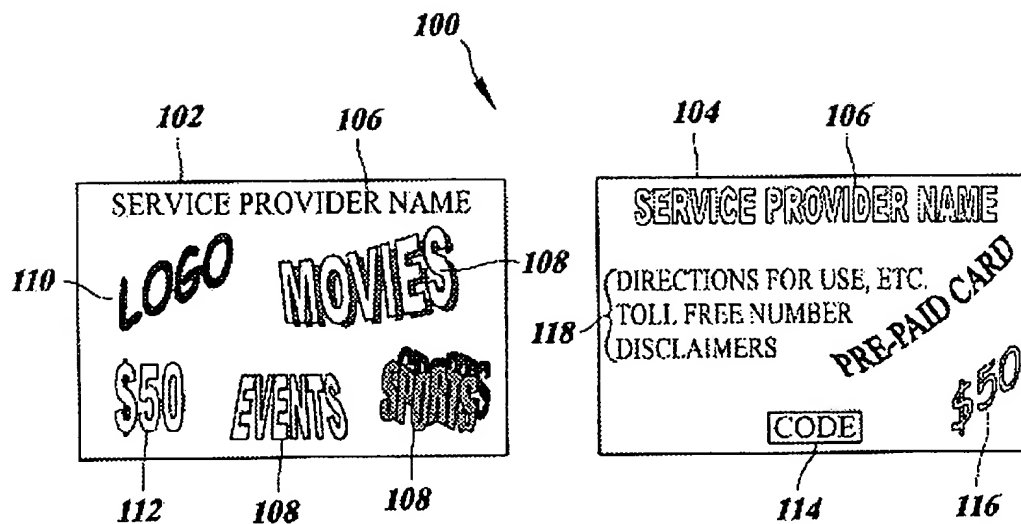 100
102
106
SERVICE PROVIDER NAME
110
LOGO
MOVIES
108
$50
EVENTS
SPORTS
112
108
108
104
106
SERVICE PROVIDER NAME
118
DIRECTIONS FOR USE, ETC.
TOLL FREE NUMBER
DISCLAIMERS
PRE-PAID CARD
$50
CODE
114
116